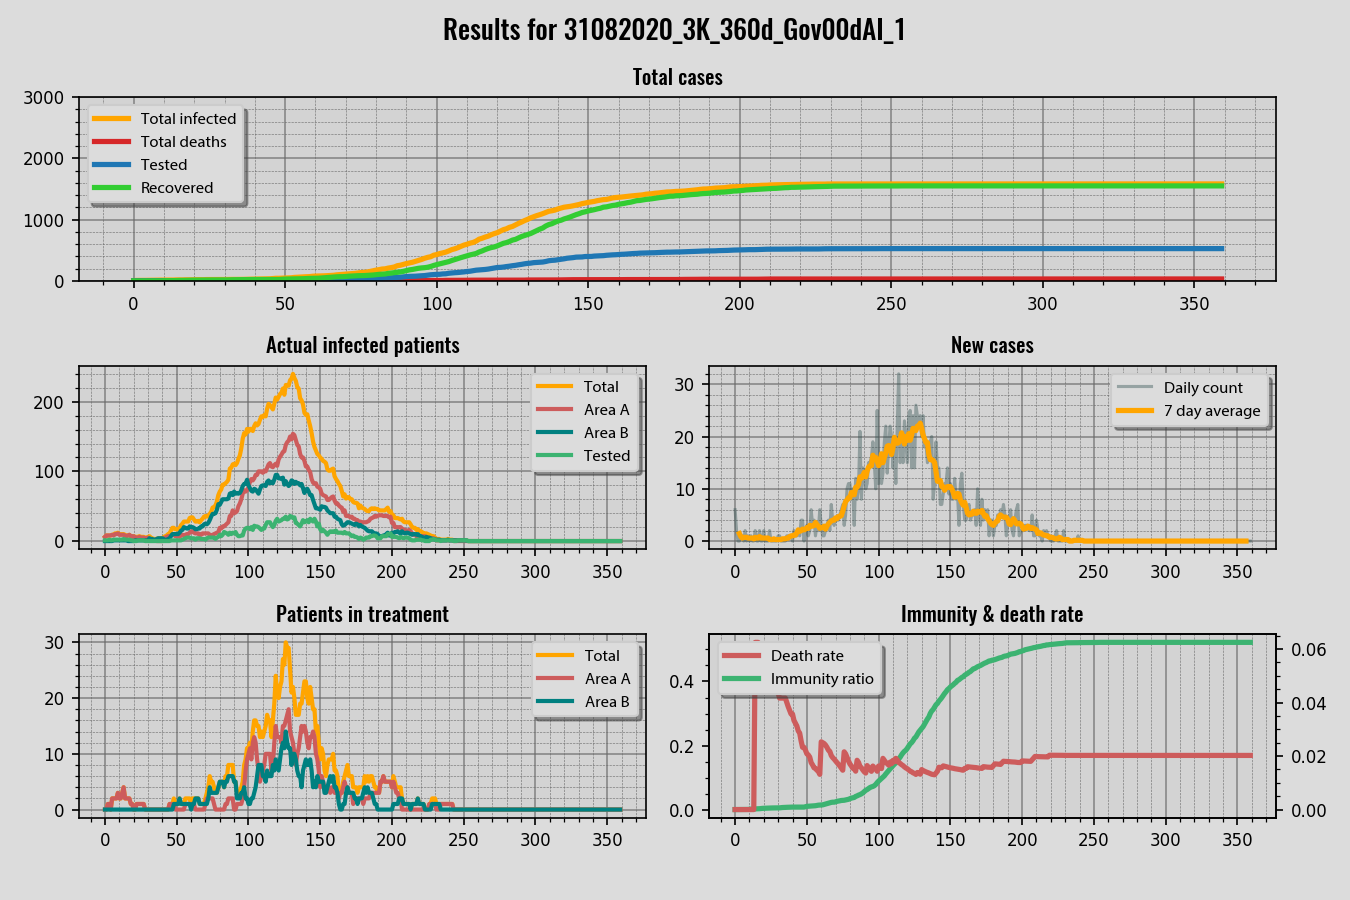 Results for 31082020_3K_360d_Gov00dAI_1
Total cases
3000
2000
1000
0
Total infected
Total deaths
Tested
Recovered
0 50 100 150 200 250 300 350
Actual infected patients
200
100
0
Total
Area A
Area B
Tested
0 50 100 150 200 250 300 350
New cases
30
20
10
0
Daily count
7 day average
0 50 100 150 200 250 300 350
Patients in treatment
30
20
10
0
Total
Area A
Area B
0 50 100 150 200 250 300 350
Immunity & death rate
0.4
0.2
0.0
Death rate
Immunity ratio
0.06
0.04
0.02
0.00
0 50 100 150 200 250 300 350